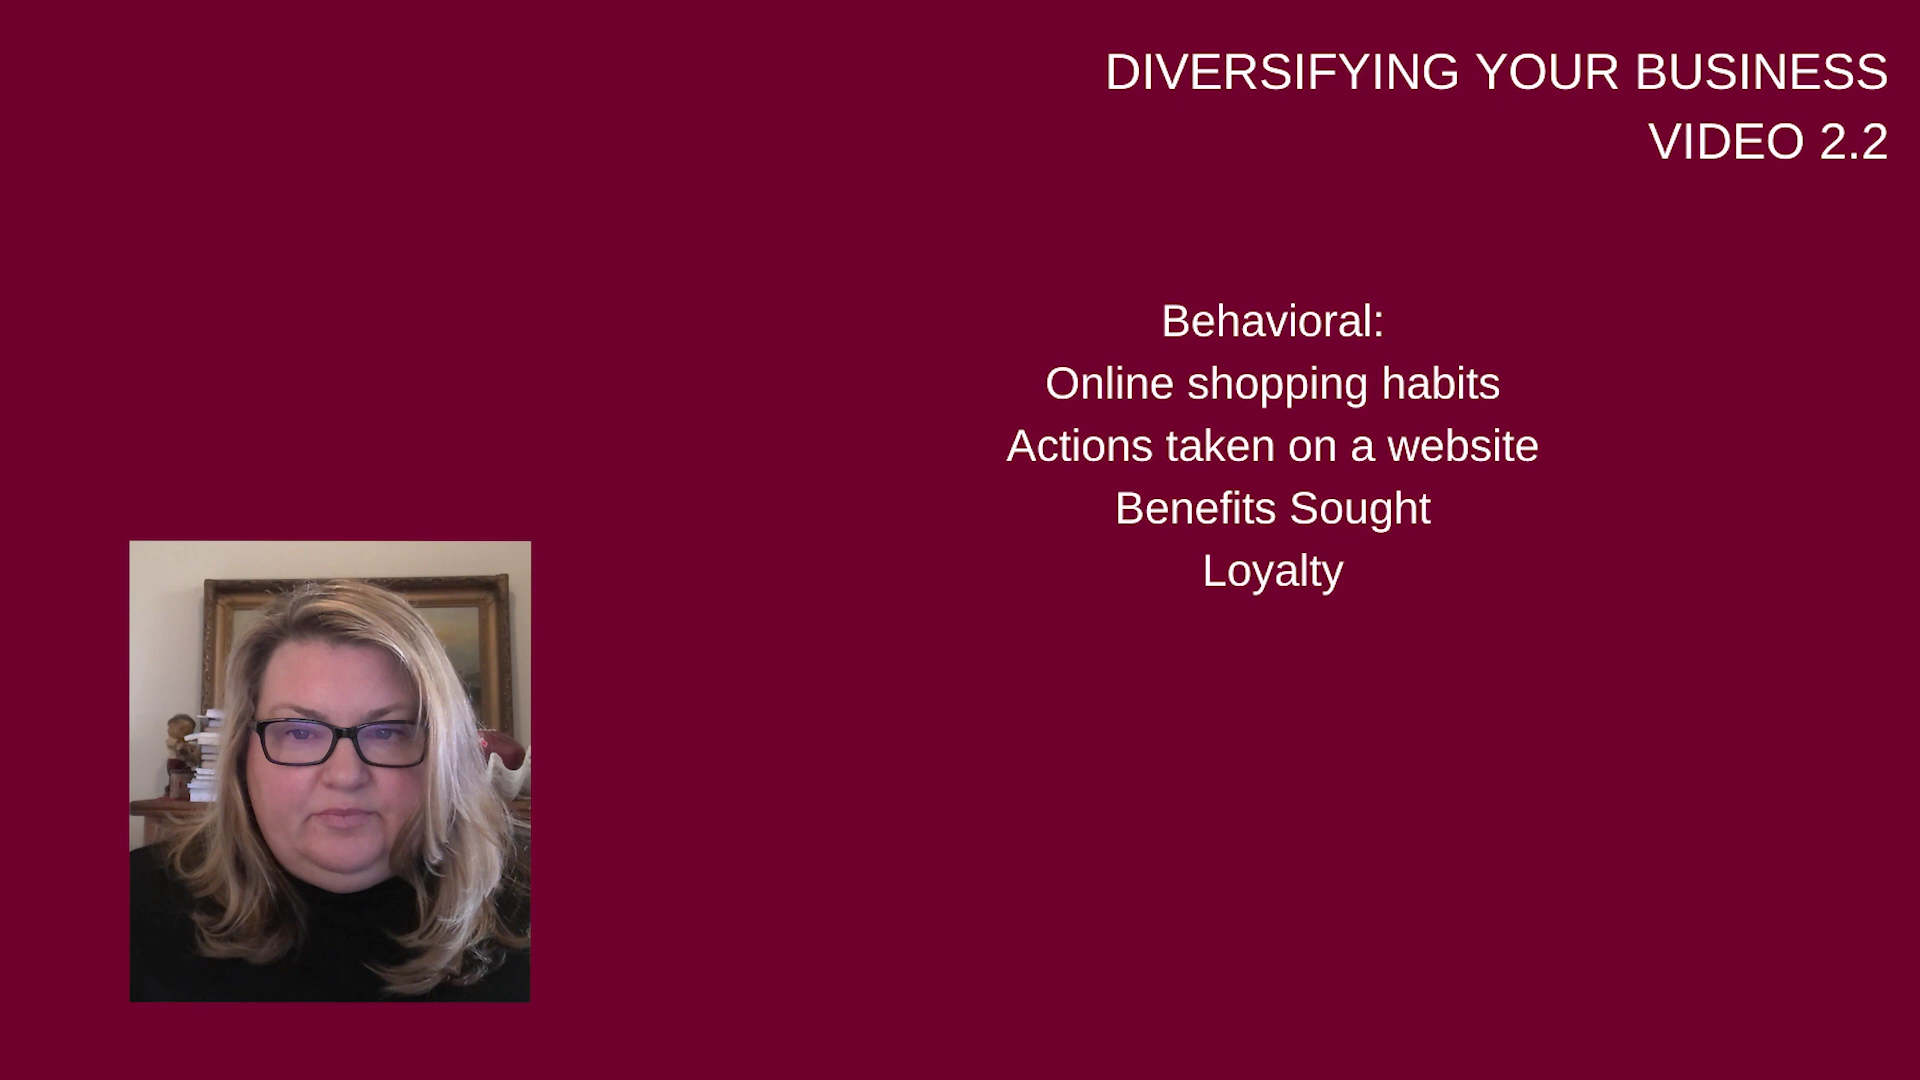 DIVERSIFYING YOUR BUSINESS
VIDEO 2.2
Behavioral:
Online shopping habits
Actions taken on a website
Benefits Sought
Loyalty